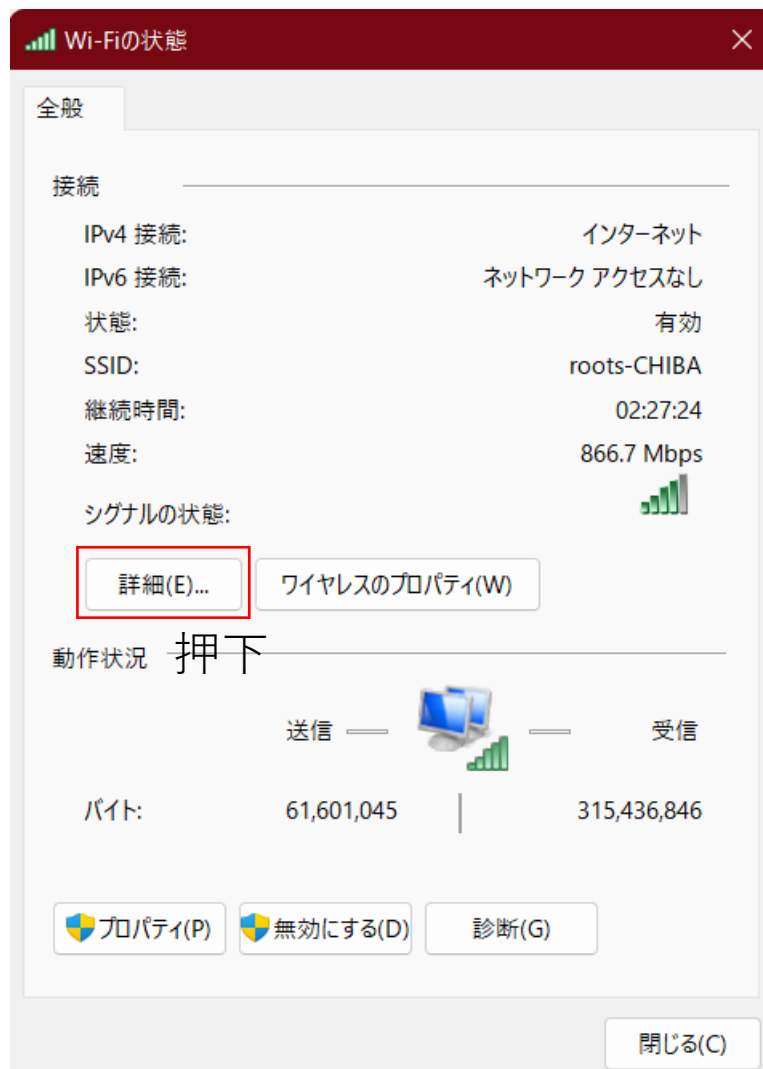 Wi-Fiの状態
全般
接続
IPv4 接続: インターネット
IPv6 接続: ネットワーク アクセスなし
状態: 有効
SSID: roots-CHIBA
継続時間: 02:27:24
速度: 866.7 Mbps
シグナルの状態:
詳細(E)... ワイヤレスのプロパティ(W)
動作状況 押下
送信 受信
バイト: 61,601,045 315,436,846
プロパティ(P) 無効にする(D) 診断(G)
閉じる(C)